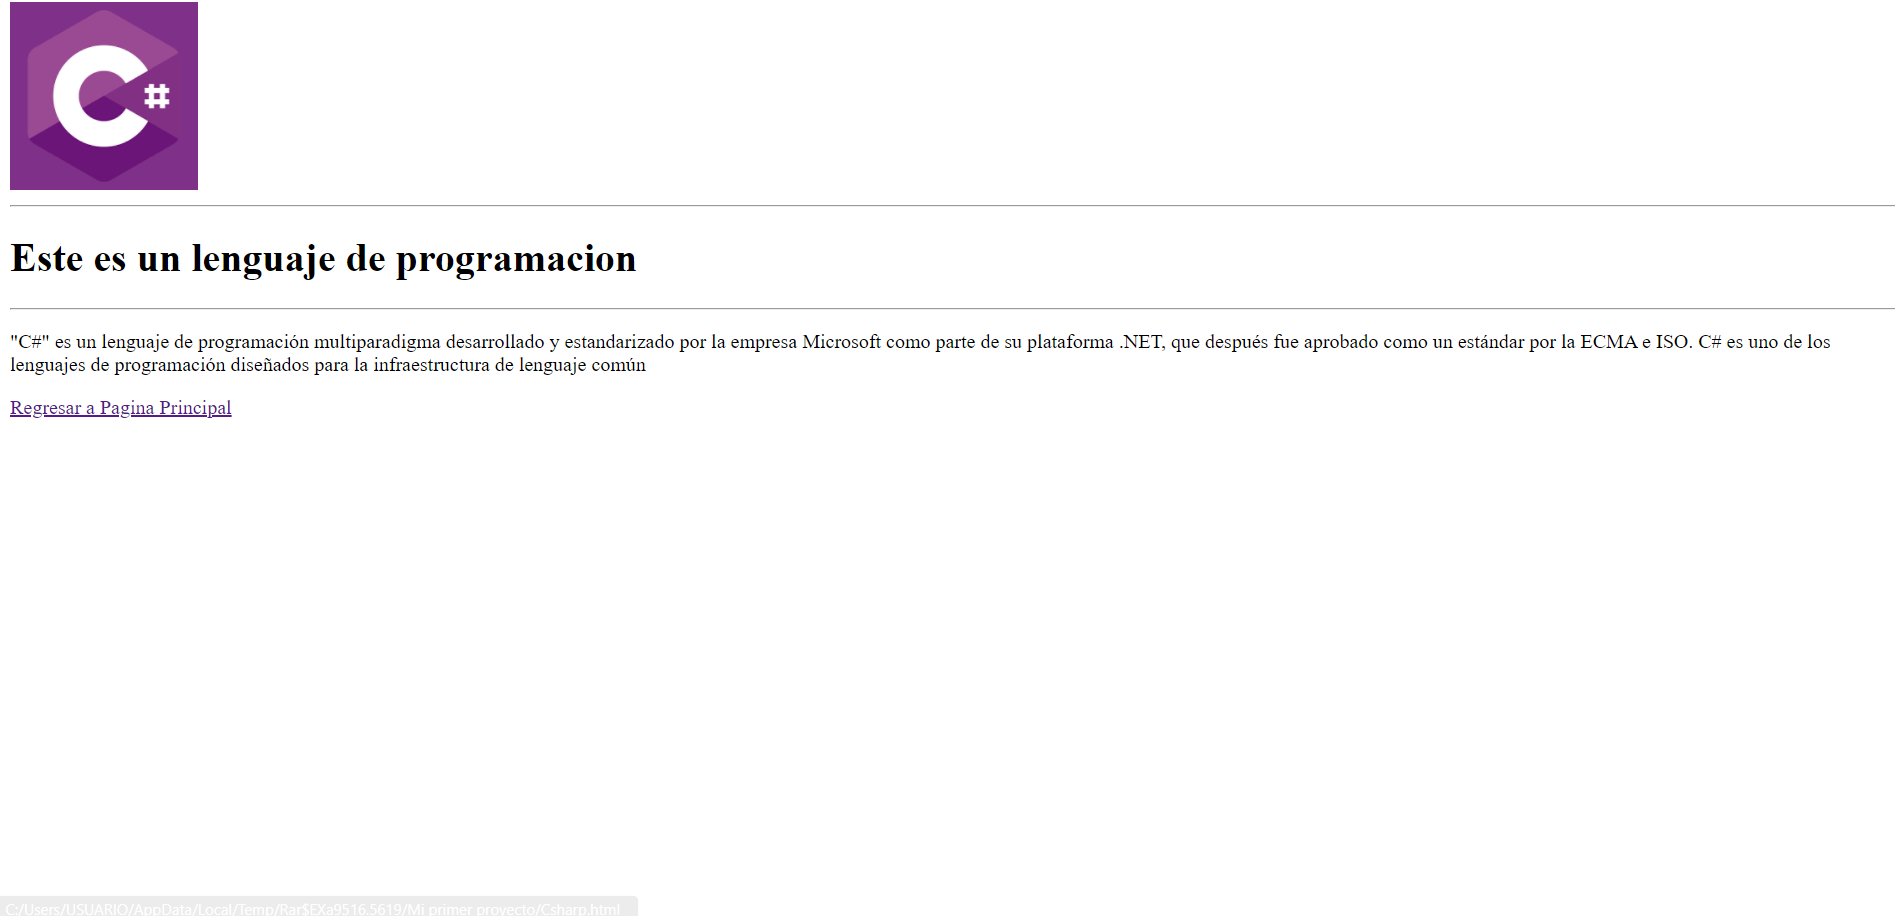 C#
Este es un lenguaje de programacion
"C#" es un lenguaje de programación multiparadigma desarrollado y estandarizado por la empresa Microsoft como parte de su plataforma .NET, que después fue aprobado como un estándar por la ECMA e ISO. C# es uno de los
lenguajes de programación diseñados para la infraestructura de lenguaje común
Regresar a Pagina Principal
C:/Users/USUARIO/AppData/Local/Temp/Rar$EXa9516.5619/Mi primer proyecto/Csharp.html